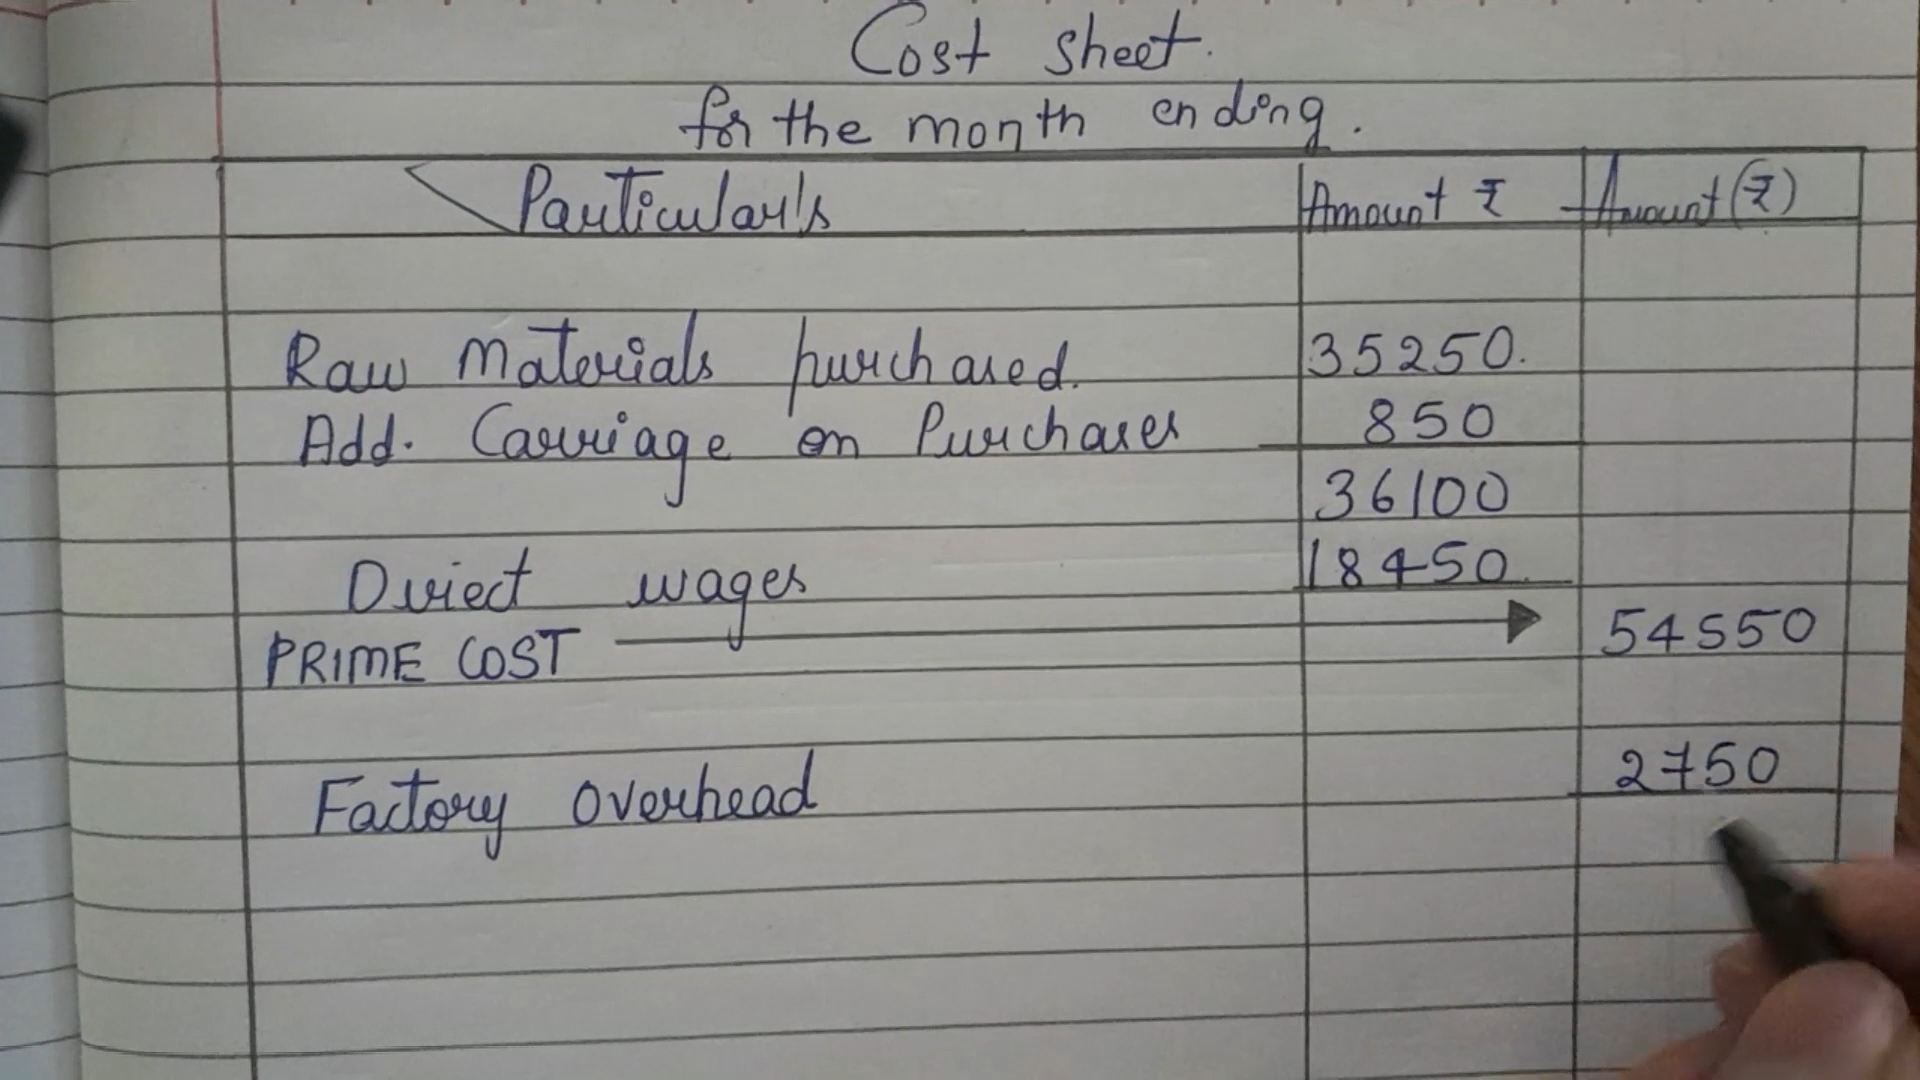 Cost sheet.
for the month ending.
Particulars Amount ₹ Amount (₹)
Raw Materials purchased. 35250.
Add. Carriage on Purchases 850
36100
Direct wages 18450
PRIME COST 54550
Factory Overhead 2750